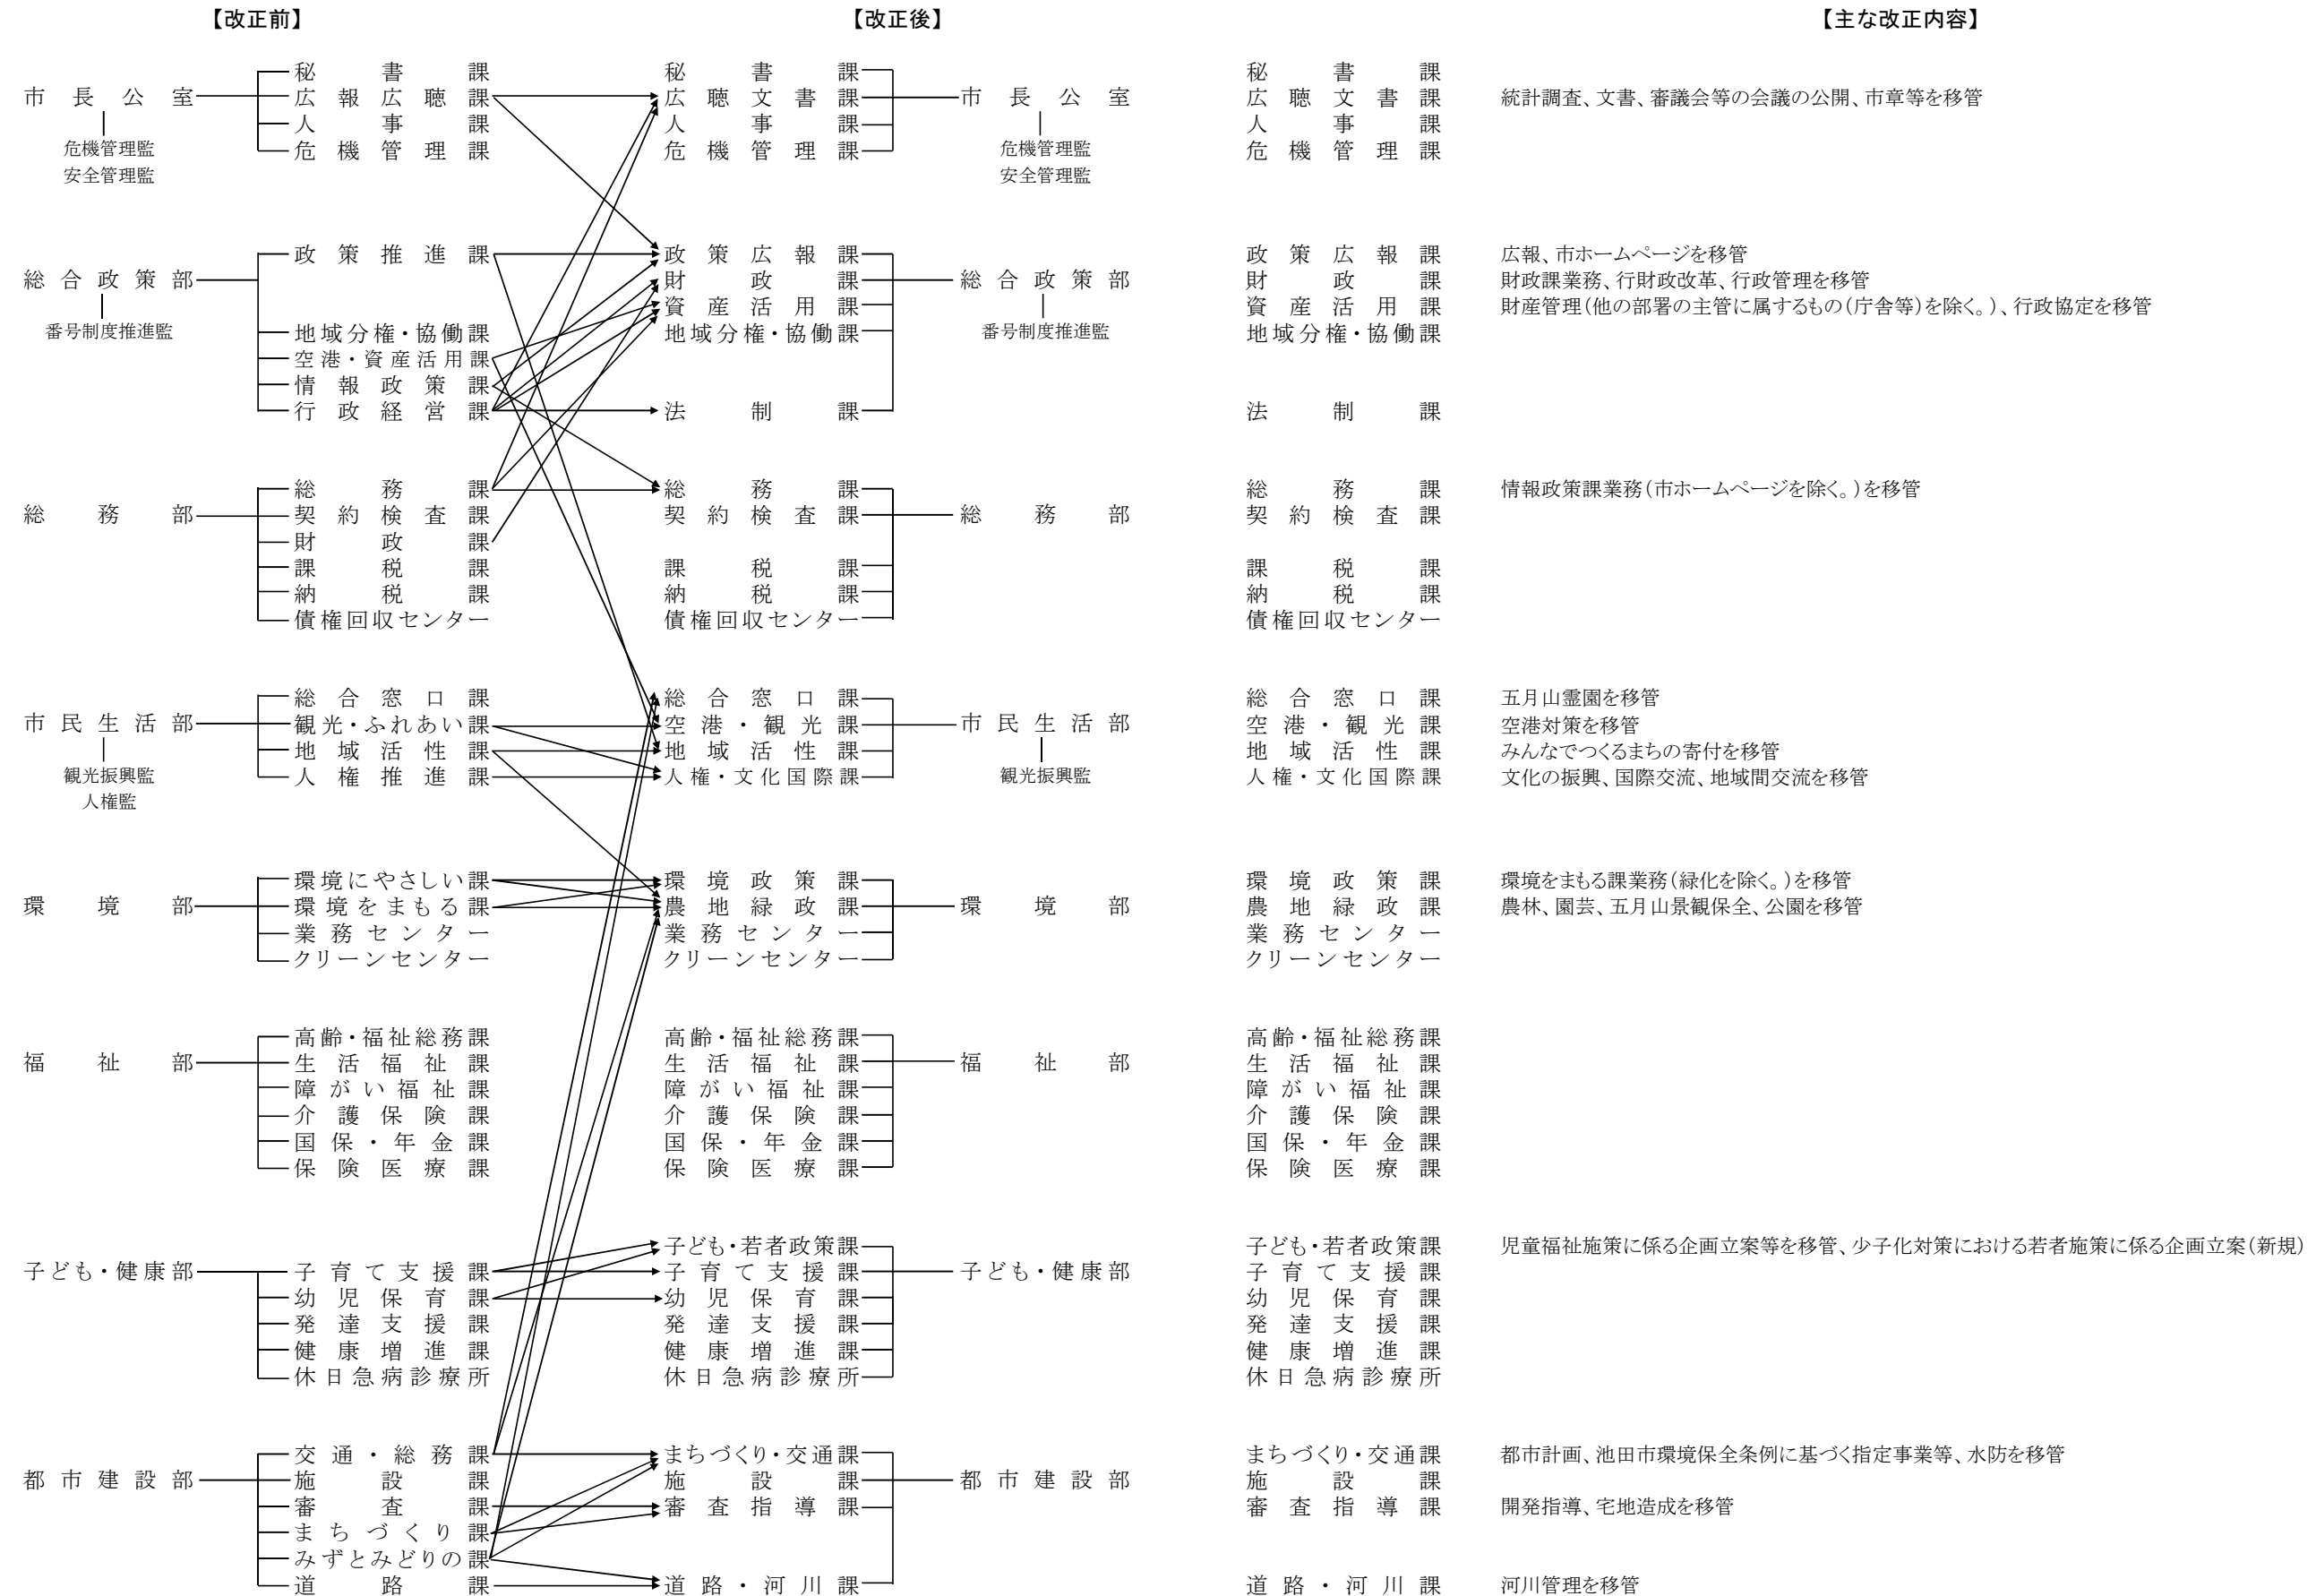 【改正前】 【改正後】 【主な改正内容】
秘書課 秘書課 秘書課
市長公室 広報広聴課 広聴文書課 市長公室 広聴文書課 統計調査、文書、審議会等の会議の公開、市章等を移管
人事課 人事課 人事課
危機管理監 危機管理課 危機管理課 危機管理監 危機管理課
安全管理監 安全管理監
政策推進課 政策広報課 政策広報課 広報、市ホームページを移管
総合政策部 財政課 総合政策部 財政課 財政課業務、行財政改革、行政管理を移管
資産活用課 資産活用課 財産管理(他の部署の主管に属するもの(庁舎等)を除く。)、行政協定を移管
番号制度推進監 地域分権・協働課 地域分権・協働課 番号制度推進監 地域分権・協働課
空港・資産活用課
情報政策課
行政経営課 法制課 法制課
総務課 総務課 総務課 情報政策課業務(市ホームページを除く。)を移管
総務部 契約検査課 契約検査課 総務部 契約検査課
財政課
課税課 課税課 課税課
納税課 納税課 納税課
債権回収センター 債権回収センター 債権回収センター
総合窓口課 総合窓口課 総合窓口課 五月山霊園を移管
市民生活部 観光・ふれあい課 空港・観光課 市民生活部 空港・観光課 空港対策を移管
地域活性課 地域活性課 地域活性課 みんなでつくるまちの寄付を移管
観光振興監 人権推進課 人権・文化国際課 観光振興監 人権・文化国際課 文化の振興、国際交流、地域間交流を移管
人権監
環境にやさしい課 環境政策課 環境政策課 環境をまもる課業務(緑化を除く。)を移管
環境部 環境をまもる課 農地緑政課 環境部 農地緑政課 農林、園芸、五月山景観保全、公園を移管
業務センター 業務センター 業務センター
クリーンセンター クリーンセンター クリーンセンター
高齢・福祉総務課 高齢・福祉総務課 高齢・福祉総務課
福祉部 生活福祉課 生活福祉課 福祉部 生活福祉課
障がい福祉課 障がい福祉課 障がい福祉課
介護保険課 介護保険課 介護保険課
国保・年金課 国保・年金課 国保・年金課
保険医療課 保険医療課 保険医療課
子ども・若者政策課 子ども・若者政策課 児童福祉施策に係る企画立案等を移管、少子化対策における若者施策に係る企画立案(新規)
子ども・健康部 子育て支援課 子育て支援課 子ども・健康部 子育て支援課
幼児保育課 幼児保育課 幼児保育課
発達支援課 発達支援課 発達支援課
健康増進課 健康増進課 健康増進課
休日急病診療所 休日急病診療所 休日急病診療所
交通・総務課 まちづくり・交通課 まちづくり・交通課 都市計画、池田市環境保全条例に基づく指定事業等、水防を移管
都市建設部 施設課 施設課 都市建設部 施設課
審査課 審査指導課 審査指導課 開発指導、宅地造成を移管
まちづくり課
みずとみどりの課
道路課 道路・河川課 道路・河川課 河川管理を移管